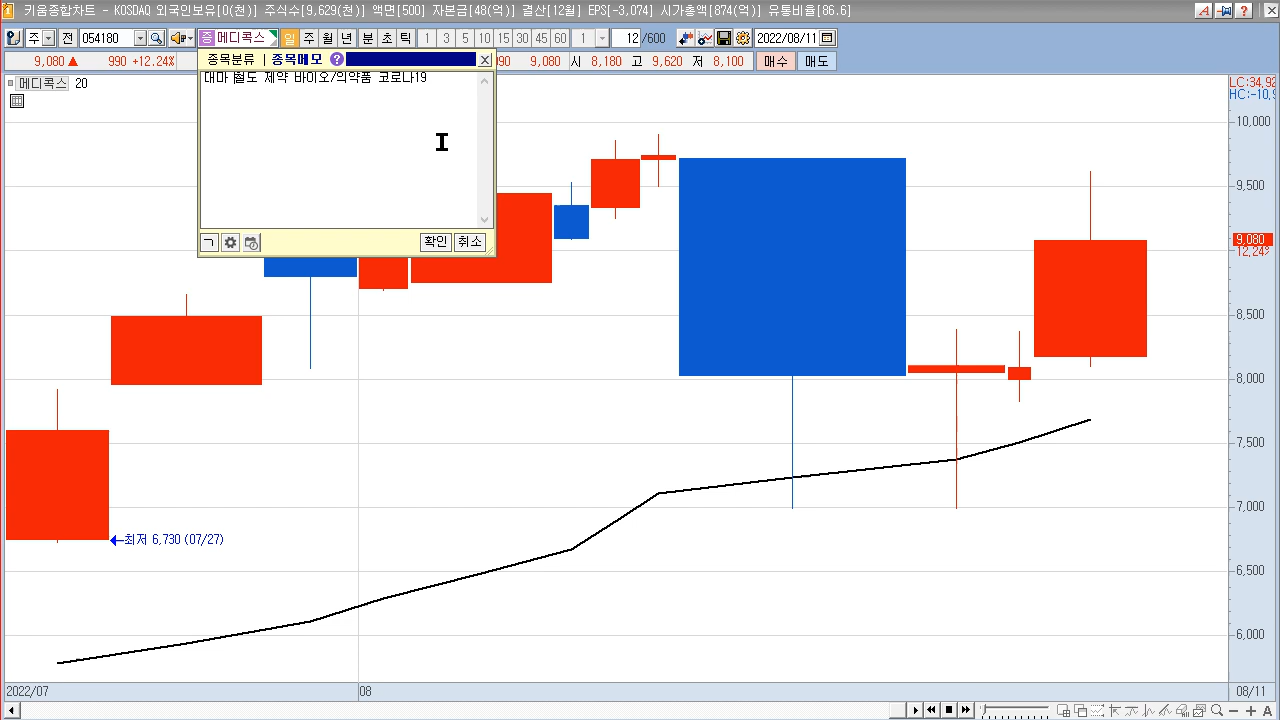 키움종합차트 - KOSDAQ 외국인보유[0(천)] 주식수[9,629(천)] 액면[500] 자본금[48(억)] 결산[12월] EPS[-3,074] 시가총액[874(억)] 유통비율[86.6]
주 전 054180 종 메디콕스 일 주 월 년 분 초 틱 1 3 5 10 15 30 45 60 1 12 /600 2022/08/11
9,080 ▲ 990 +12.24% 090 9,080 시 8,180 고 9,620 저 8,100 매수 매도
종목분류 | 종목메모 ?
대마 철도 제약 바이오/의약품 코로나19
확인 취소
메디콕스 20
LC:34,92
HC:-10,9
10,000
9,500
9,080
12,24%
8,500
8,000
7,500
7,000
6,500
6,000
←최저 6,730 (07/27)
2022/07 08 08/11
A